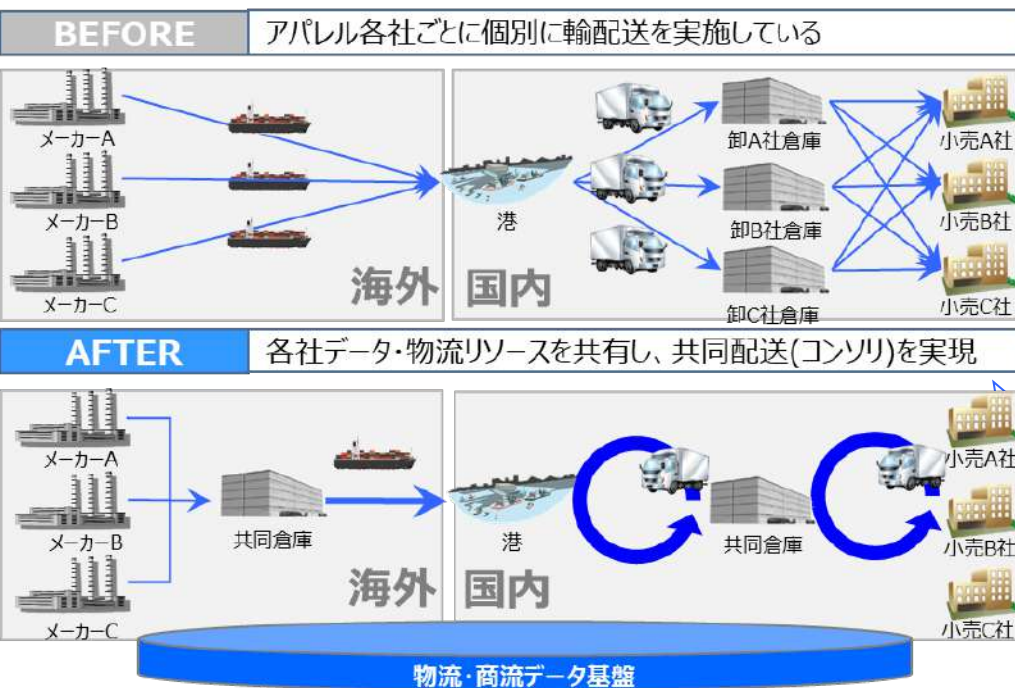 BEFORE
アパレル各社ごとに個別に輸配送を実施している
メーカーA
メーカーB
メーカーC
海外
国内
港
卸A社倉庫
卸B社倉庫
卸C社倉庫
小売A社
小売B社
小売C社
AFTER
各社データ・物流リソースを共有し、共同配送(コンソリ)を実現
メーカーA
メーカーB
メーカーC
共同倉庫
海外
国内
港
共同倉庫
小売A社
小売B社
小売C社
物流・商流データ基盤